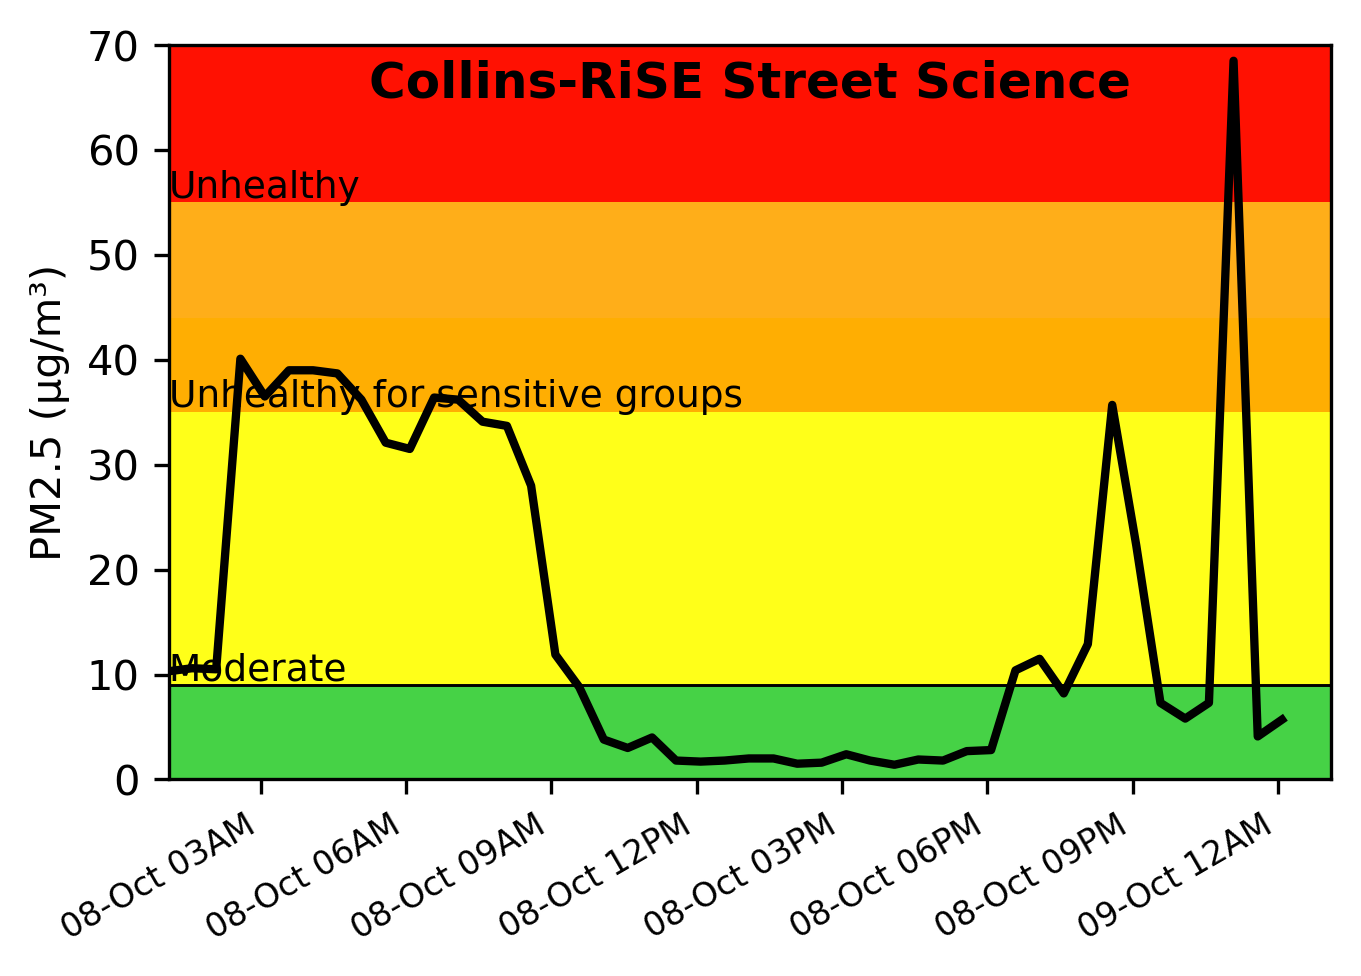 Collins-RiSE Street Science
70
60
50
40
30
20
10
0
PM2.5 (µg/m³)
Unhealthy
Unhealthy for sensitive groups
Moderate
08-Oct 03AM
08-Oct 06AM
08-Oct 09AM
08-Oct 12PM
08-Oct 03PM
08-Oct 06PM
08-Oct 09PM
09-Oct 12AM